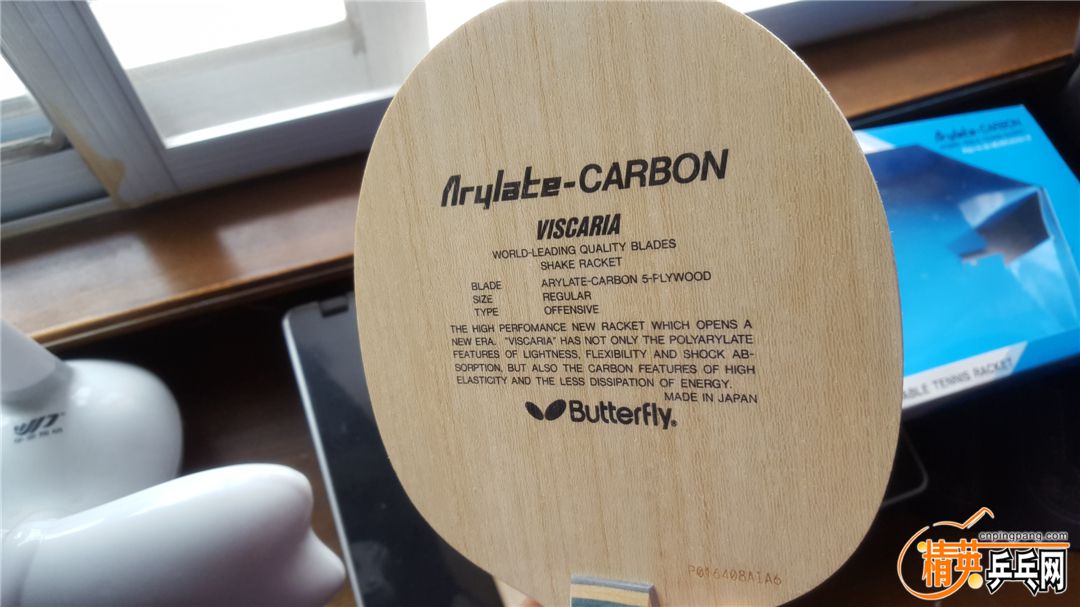 Arylate-CARBON
VISCARIA
WORLD-LEADING QUALITY BLADES
SHAKE RACKET
BLADE ARYLATE-CARBON 5-PLYWOOD
SIZE REGULAR
TYPE OFFENSIVE
THE HIGH PERFOMANCE NEW RACKET WHICH OPENS A
NEW ERA. "VISCARIA" HAS NOT ONLY THE POLYARYLATE
FEATURES OF LIGHTNESS, FLEXIBILITY AND SHOCK AB-
SORPTION, BUT ALSO THE CARBON FEATURES OF HIGH
ELASTICITY AND THE LESS DISSIPATION OF ENERGY.
MADE IN JAPAN
Butterfly®
P016408AIA6
Arylate-CARBON
TABLE TENNIS RACKET
cnpingpang.com
精英乒乓网